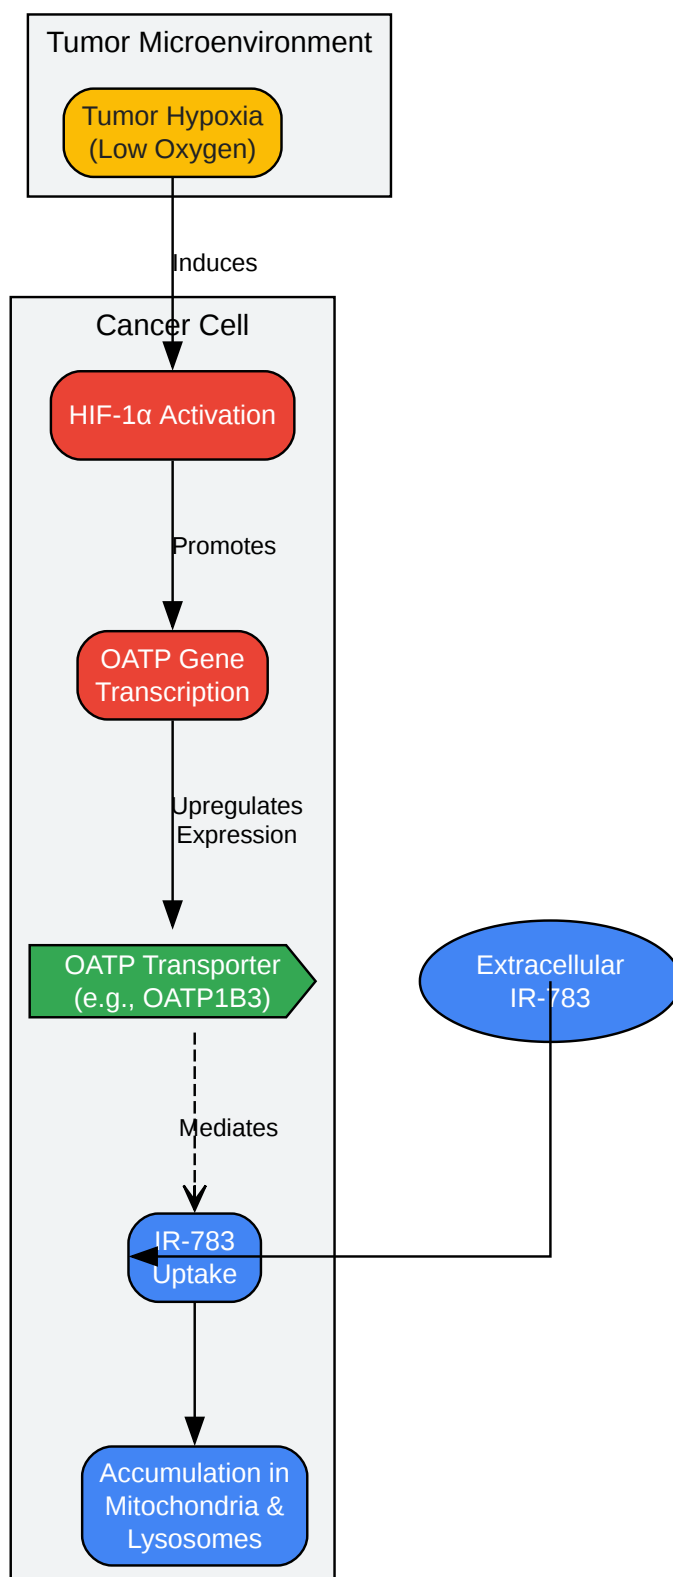 Tumor Microenvironment
Tumor Hypoxia
(Low Oxygen)
Induces
Cancer Cell
HIF-1α Activation
Promotes
OATP Gene
Transcription
Upregulates
Expression
OATP Transporter
(e.g., OATP1B3)
Extracellular
IR-783
Mediates
IR-783
Uptake
Accumulation in
Mitochondria &
Lysosomes